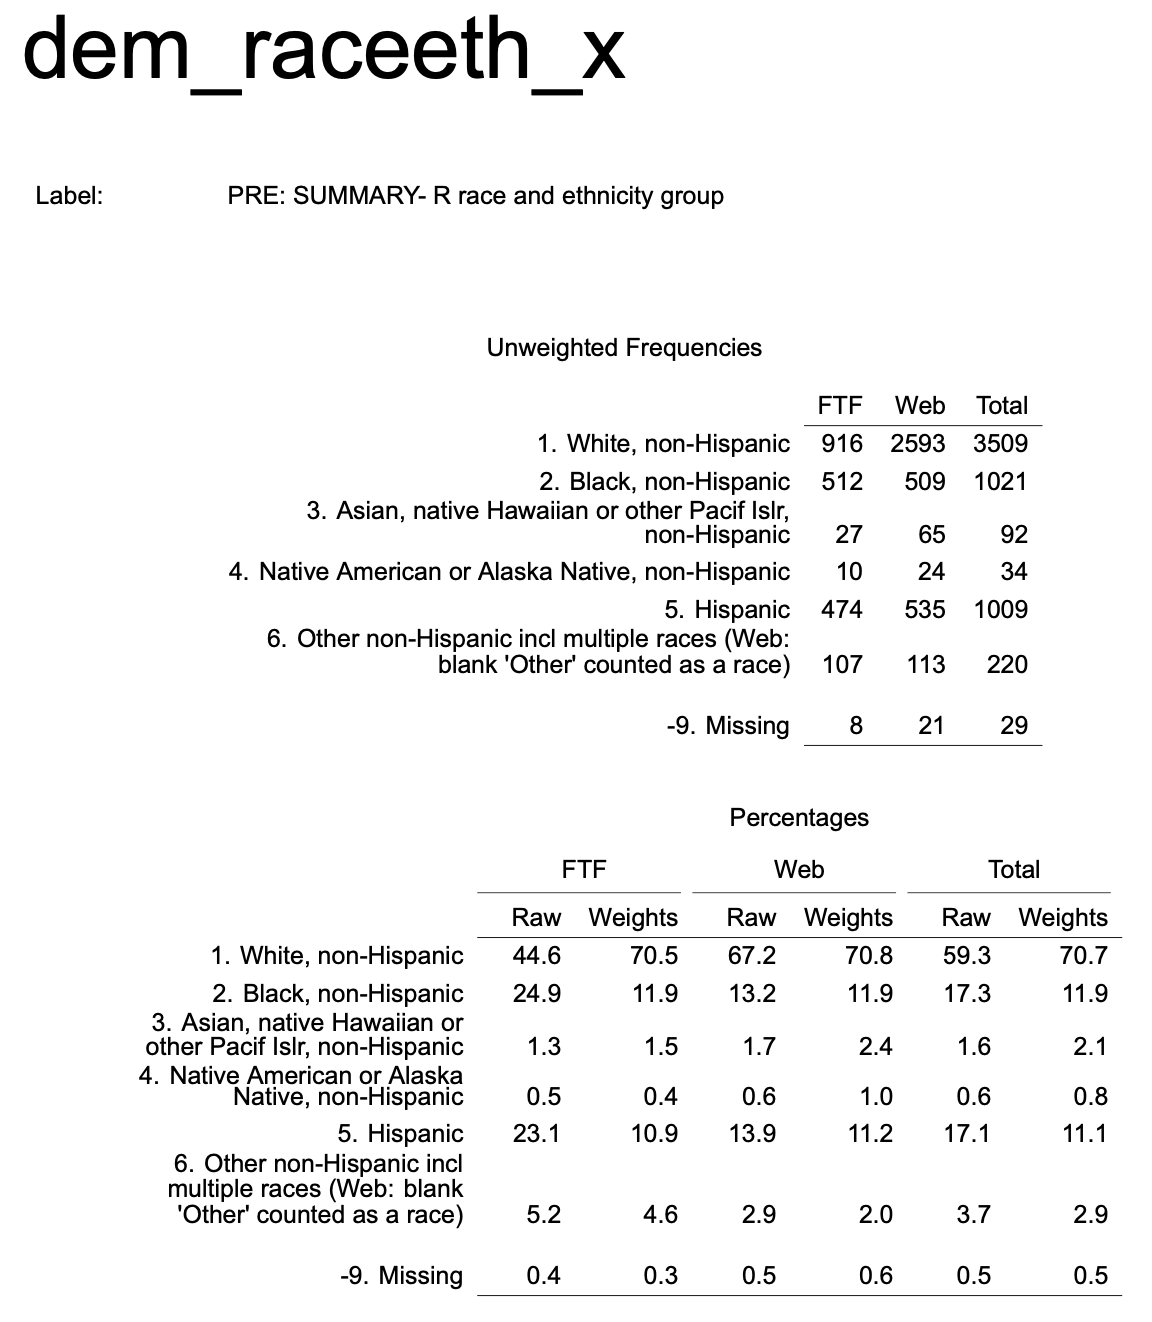 dem_raceeth_x
Label: PRE: SUMMARY- R race and ethnicity group
Unweighted Frequencies
FTF Web Total
1. White, non-Hispanic 916 2593 3509
2. Black, non-Hispanic 512 509 1021
3. Asian, native Hawaiian or other Pacif Islr,
non-Hispanic 27 65 92
4. Native American or Alaska Native, non-Hispanic 10 24 34
5. Hispanic 474 535 1009
6. Other non-Hispanic incl multiple races (Web:
blank 'Other' counted as a race) 107 113 220
-9. Missing 8 21 29
Percentages
FTF Web Total
Raw Weights Raw Weights Raw Weights
1. White, non-Hispanic 44.6 70.5 67.2 70.8 59.3 70.7
2. Black, non-Hispanic 24.9 11.9 13.2 11.9 17.3 11.9
3. Asian, native Hawaiian or
other Pacif Islr, non-Hispanic 1.3 1.5 1.7 2.4 1.6 2.1
4. Native American or Alaska
Native, non-Hispanic 0.5 0.4 0.6 1.0 0.6 0.8
5. Hispanic 23.1 10.9 13.9 11.2 17.1 11.1
6. Other non-Hispanic incl
multiple races (Web: blank
'Other' counted as a race) 5.2 4.6 2.9 2.0 3.7 2.9
-9. Missing 0.4 0.3 0.5 0.6 0.5 0.5